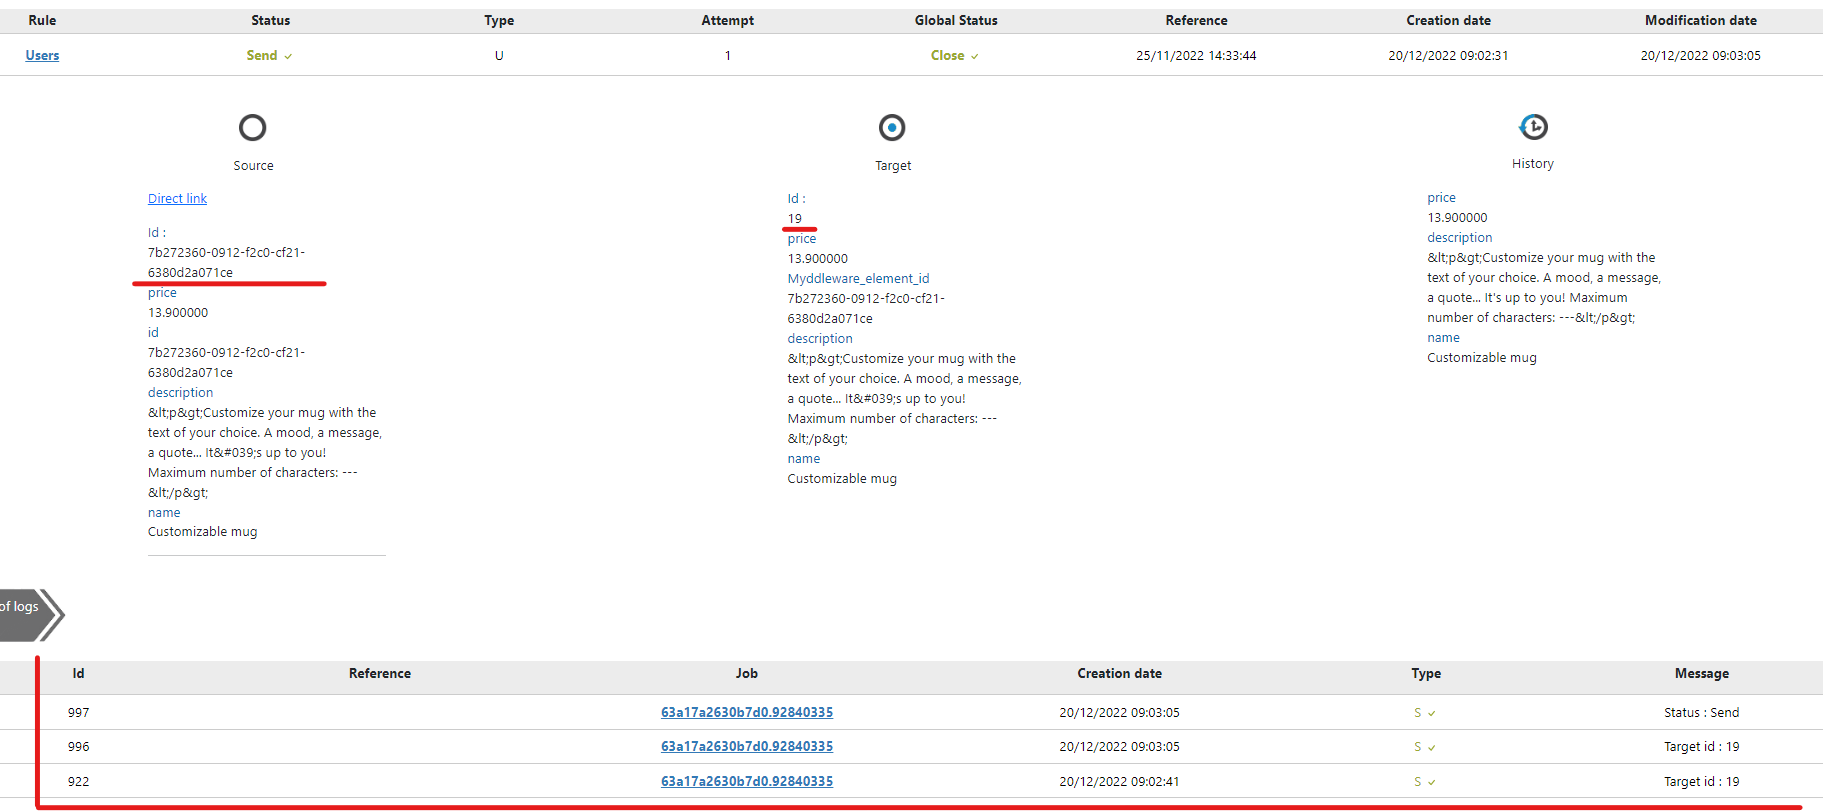 Rule Status Type Attempt Global Status Reference Creation date Modification date
Users Send U 1 Close 25/11/2022 14:33:44 20/12/2022 09:02:31 20/12/2022 09:03:05
Source
Direct link
Id :
7b272360-0912-f2c0-cf21-
6380d2a071ce
price
13.900000
id
7b272360-0912-f2c0-cf21-
6380d2a071ce
description
&lt;p&gt;Customize your mug with the
text of your choice. A mood, a message,
a quote... It&#039;s up to you!
Maximum number of characters: ---
&lt;/p&gt;
name
Customizable mug
Target
Id :
19
price
13.900000
Myddleware_element_id
7b272360-0912-f2c0-cf21-
6380d2a071ce
description
&lt;p&gt;Customize your mug with the
text of your choice. A mood, a message,
a quote... It&#039;s up to you!
Maximum number of characters: ---
&lt;/p&gt;
name
Customizable mug
History
price
13.900000
description
&lt;p&gt;Customize your mug with the
text of your choice. A mood, a message,
a quote... It's up to you! Maximum
number of characters: ---&lt;/p&gt;
name
Customizable mug
of logs
Id Reference Job Creation date Type Message
997 63a17a2630b7d0.92840335 20/12/2022 09:03:05 S Status : Send
996 63a17a2630b7d0.92840335 20/12/2022 09:03:05 S Target id : 19
922 63a17a2630b7d0.92840335 20/12/2022 09:02:41 S Target id : 19